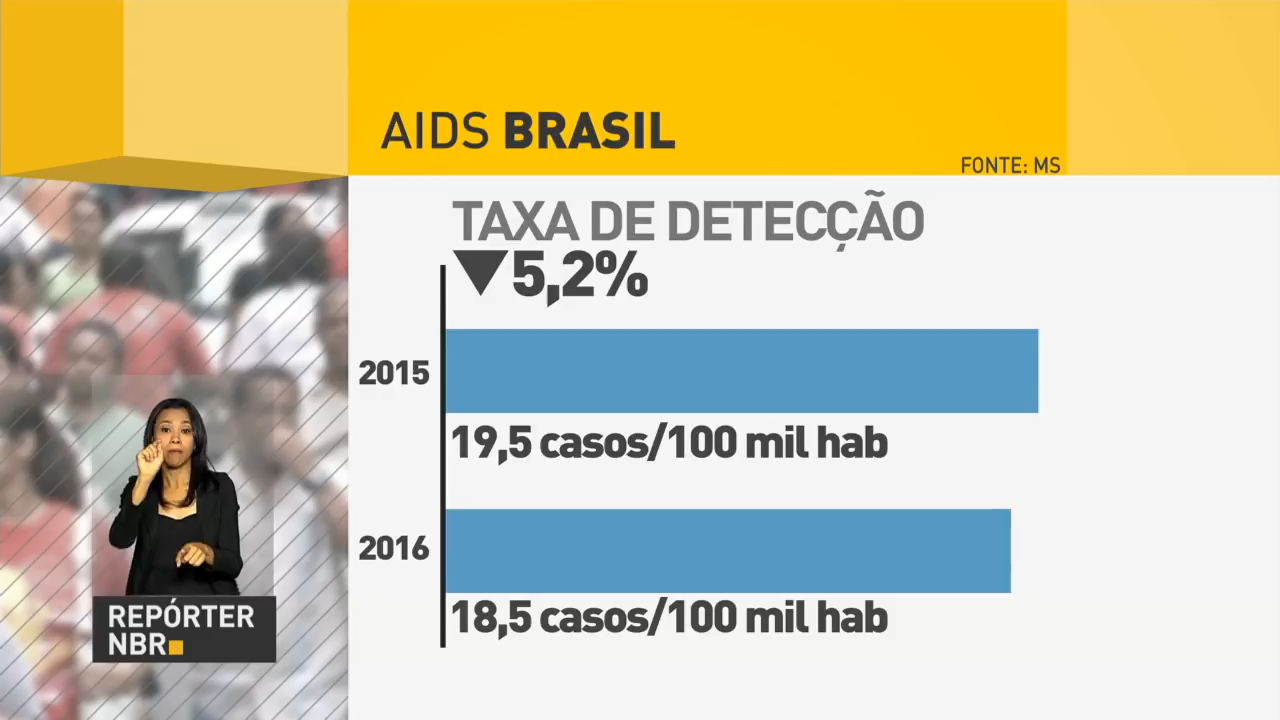 AIDS BRASIL
FONTE: MS
TAXA DE DETECÇÃO
▼5,2%
2015
19,5 casos/100 mil hab
2016
18,5 casos/100 mil hab
REPÓRTER
NBR